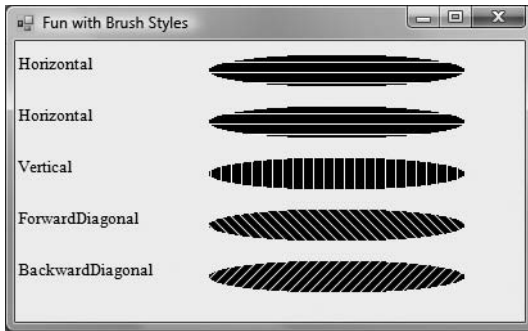 Fun with Brush Styles
Horizontal
Horizontal
Vertical
ForwardDiagonal
BackwardDiagonal